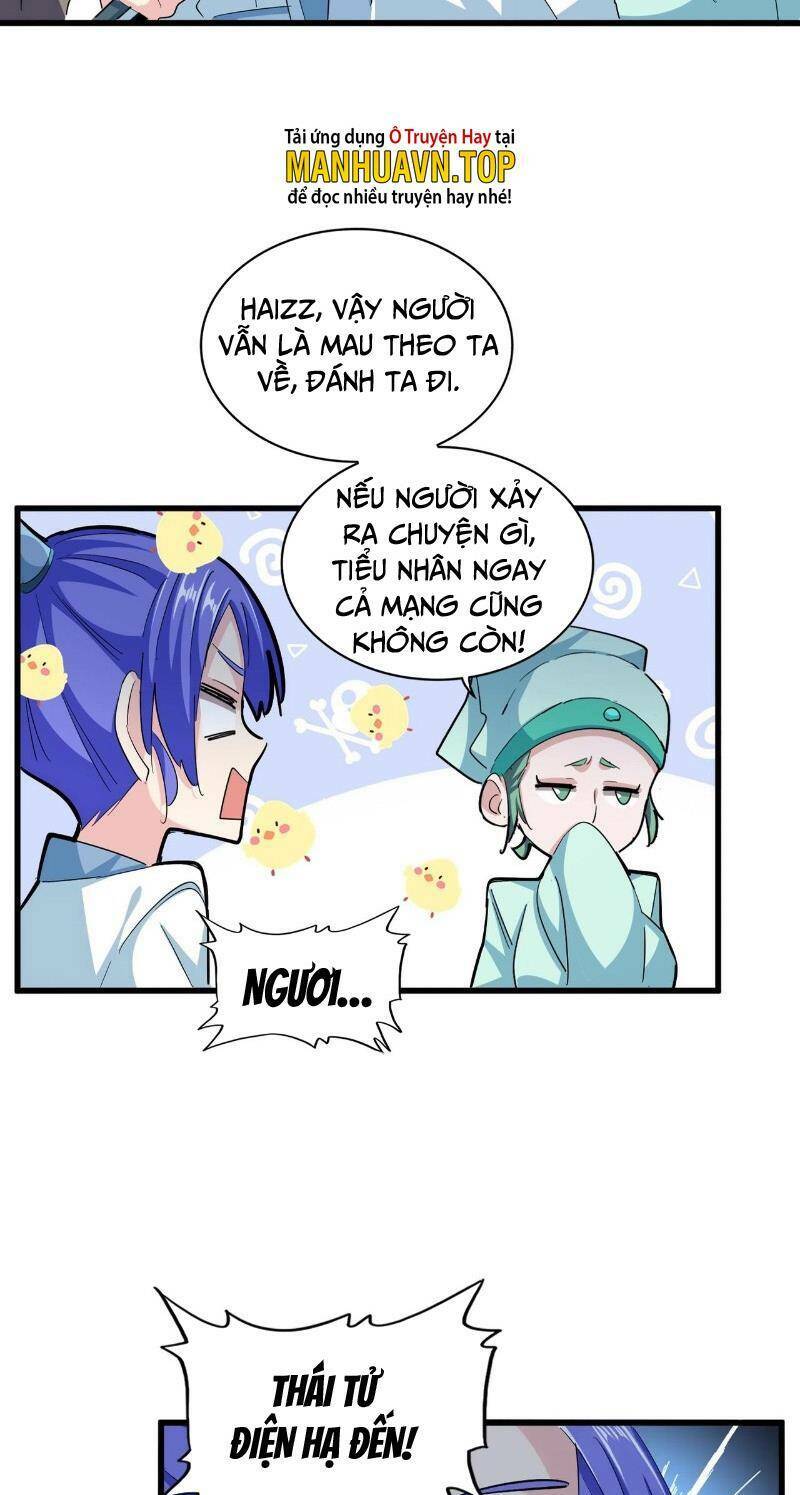 Tải ứng dụng Ô Truyện Hay tại
MANHUAVN.TOP
để đọc nhiều truyện hay nhé!
HAIZZ, VẬY NGƯỜI
VẪN LÀ MAU THEO TA
VỀ, ĐÁNH TA ĐI.
NẾU NGƯỜI XẢY
RA CHUYỆN GÌ,
TIỂU NHÂN NGAY
CẢ MẠNG CŨNG
KHÔNG CÒN!
NGƯƠI...
THÁI TỬ
ĐIỆN HẠ ĐẾN!